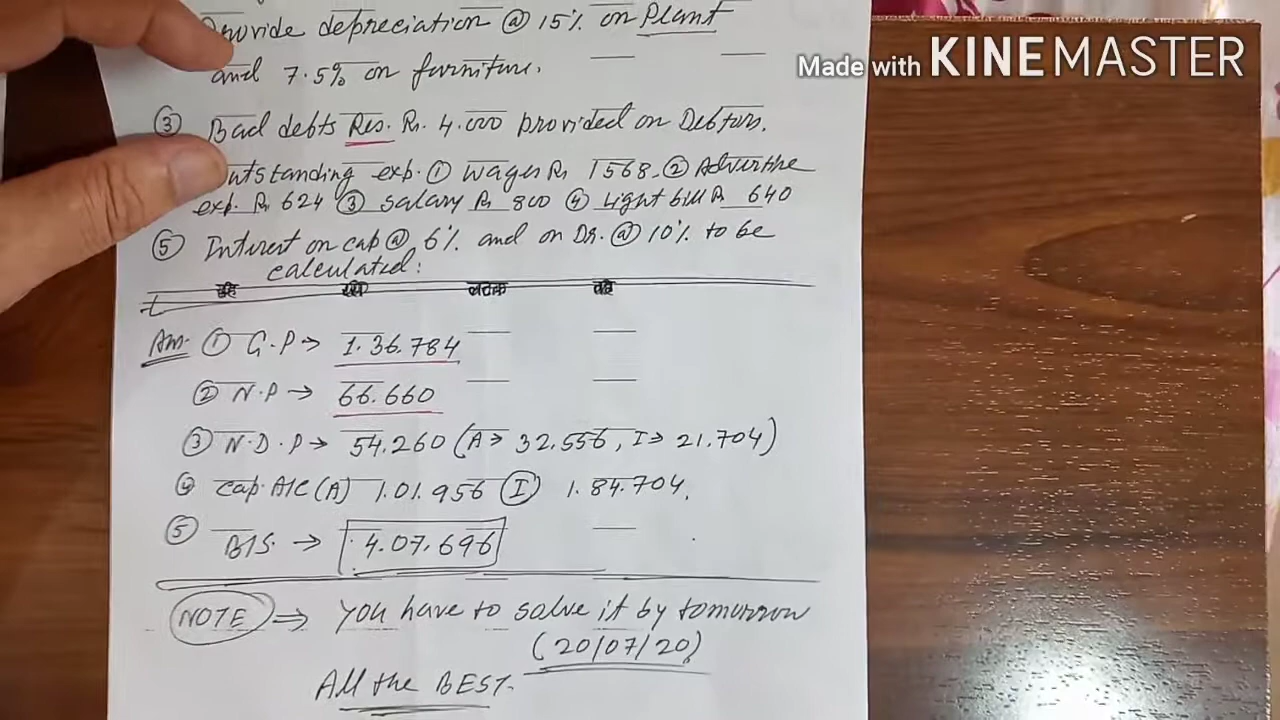 Provide depreciation @ 15% on Plant
and 7.5% on furniture.
Made with KINEMASTER
③ Bad debts Res. Rs. 4.000 provided on Debtors.
outstanding exp. ① wages Rs 1568. ② Advertise
exp. Rs 624 ③ salary Rs 800 ④ Light bill Rs 640
⑤ Interest on cap @ 6% and on Dr. @ 10% to be
calculated:
Ans. ① G.P → 1.36.784
② N.P → 66.660
③ N.D.P → 54.260 (A → 32.556, I → 21.704)
④ Cap. A/C (A) 1.01.956 (I) 1.84.704.
⑤ B/S. → 4.07.696
NOTE ⇒ You have to solve it by tomorrow
(20/07/20)
All the BEST.